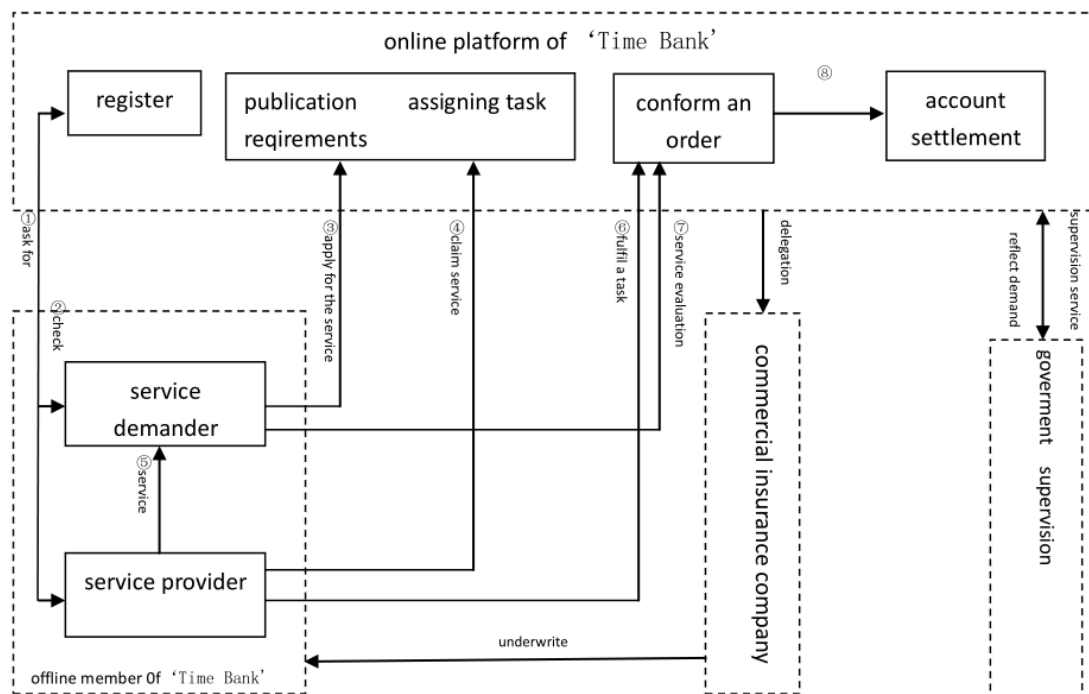 online platform of ‘Time Bank’
register
publication assigning task
reqirements
conform an
order
⑧
account
settlement
①ask for
②check
③apply for the service
④claim service
⑥fulfil a task
⑦service evaluation
delegation
reflect demand
supervision service
service
demander
⑤service
service provider
commercial insurance company
goverment supervision
underwrite
offline member 0f ‘Time Bank’